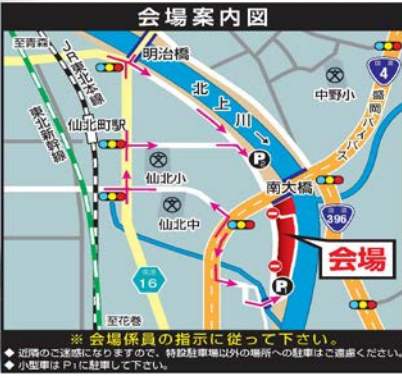 会場案内図
至青森
JR東北本線
東北新幹線
明治橋
北上川
中野小
国道
4
盛岡バイパス
仙北町駅
P
仙北小
仙北中
南大橋
国道
396
会場
P
県道
16
至花巻
※ 会場係員の指示に従って下さい。
◆ 近隣のご迷惑になりますので、特設駐車場以外の場所への駐車はご遠慮ください。
◆ 小型車はP1に駐車して下さい。